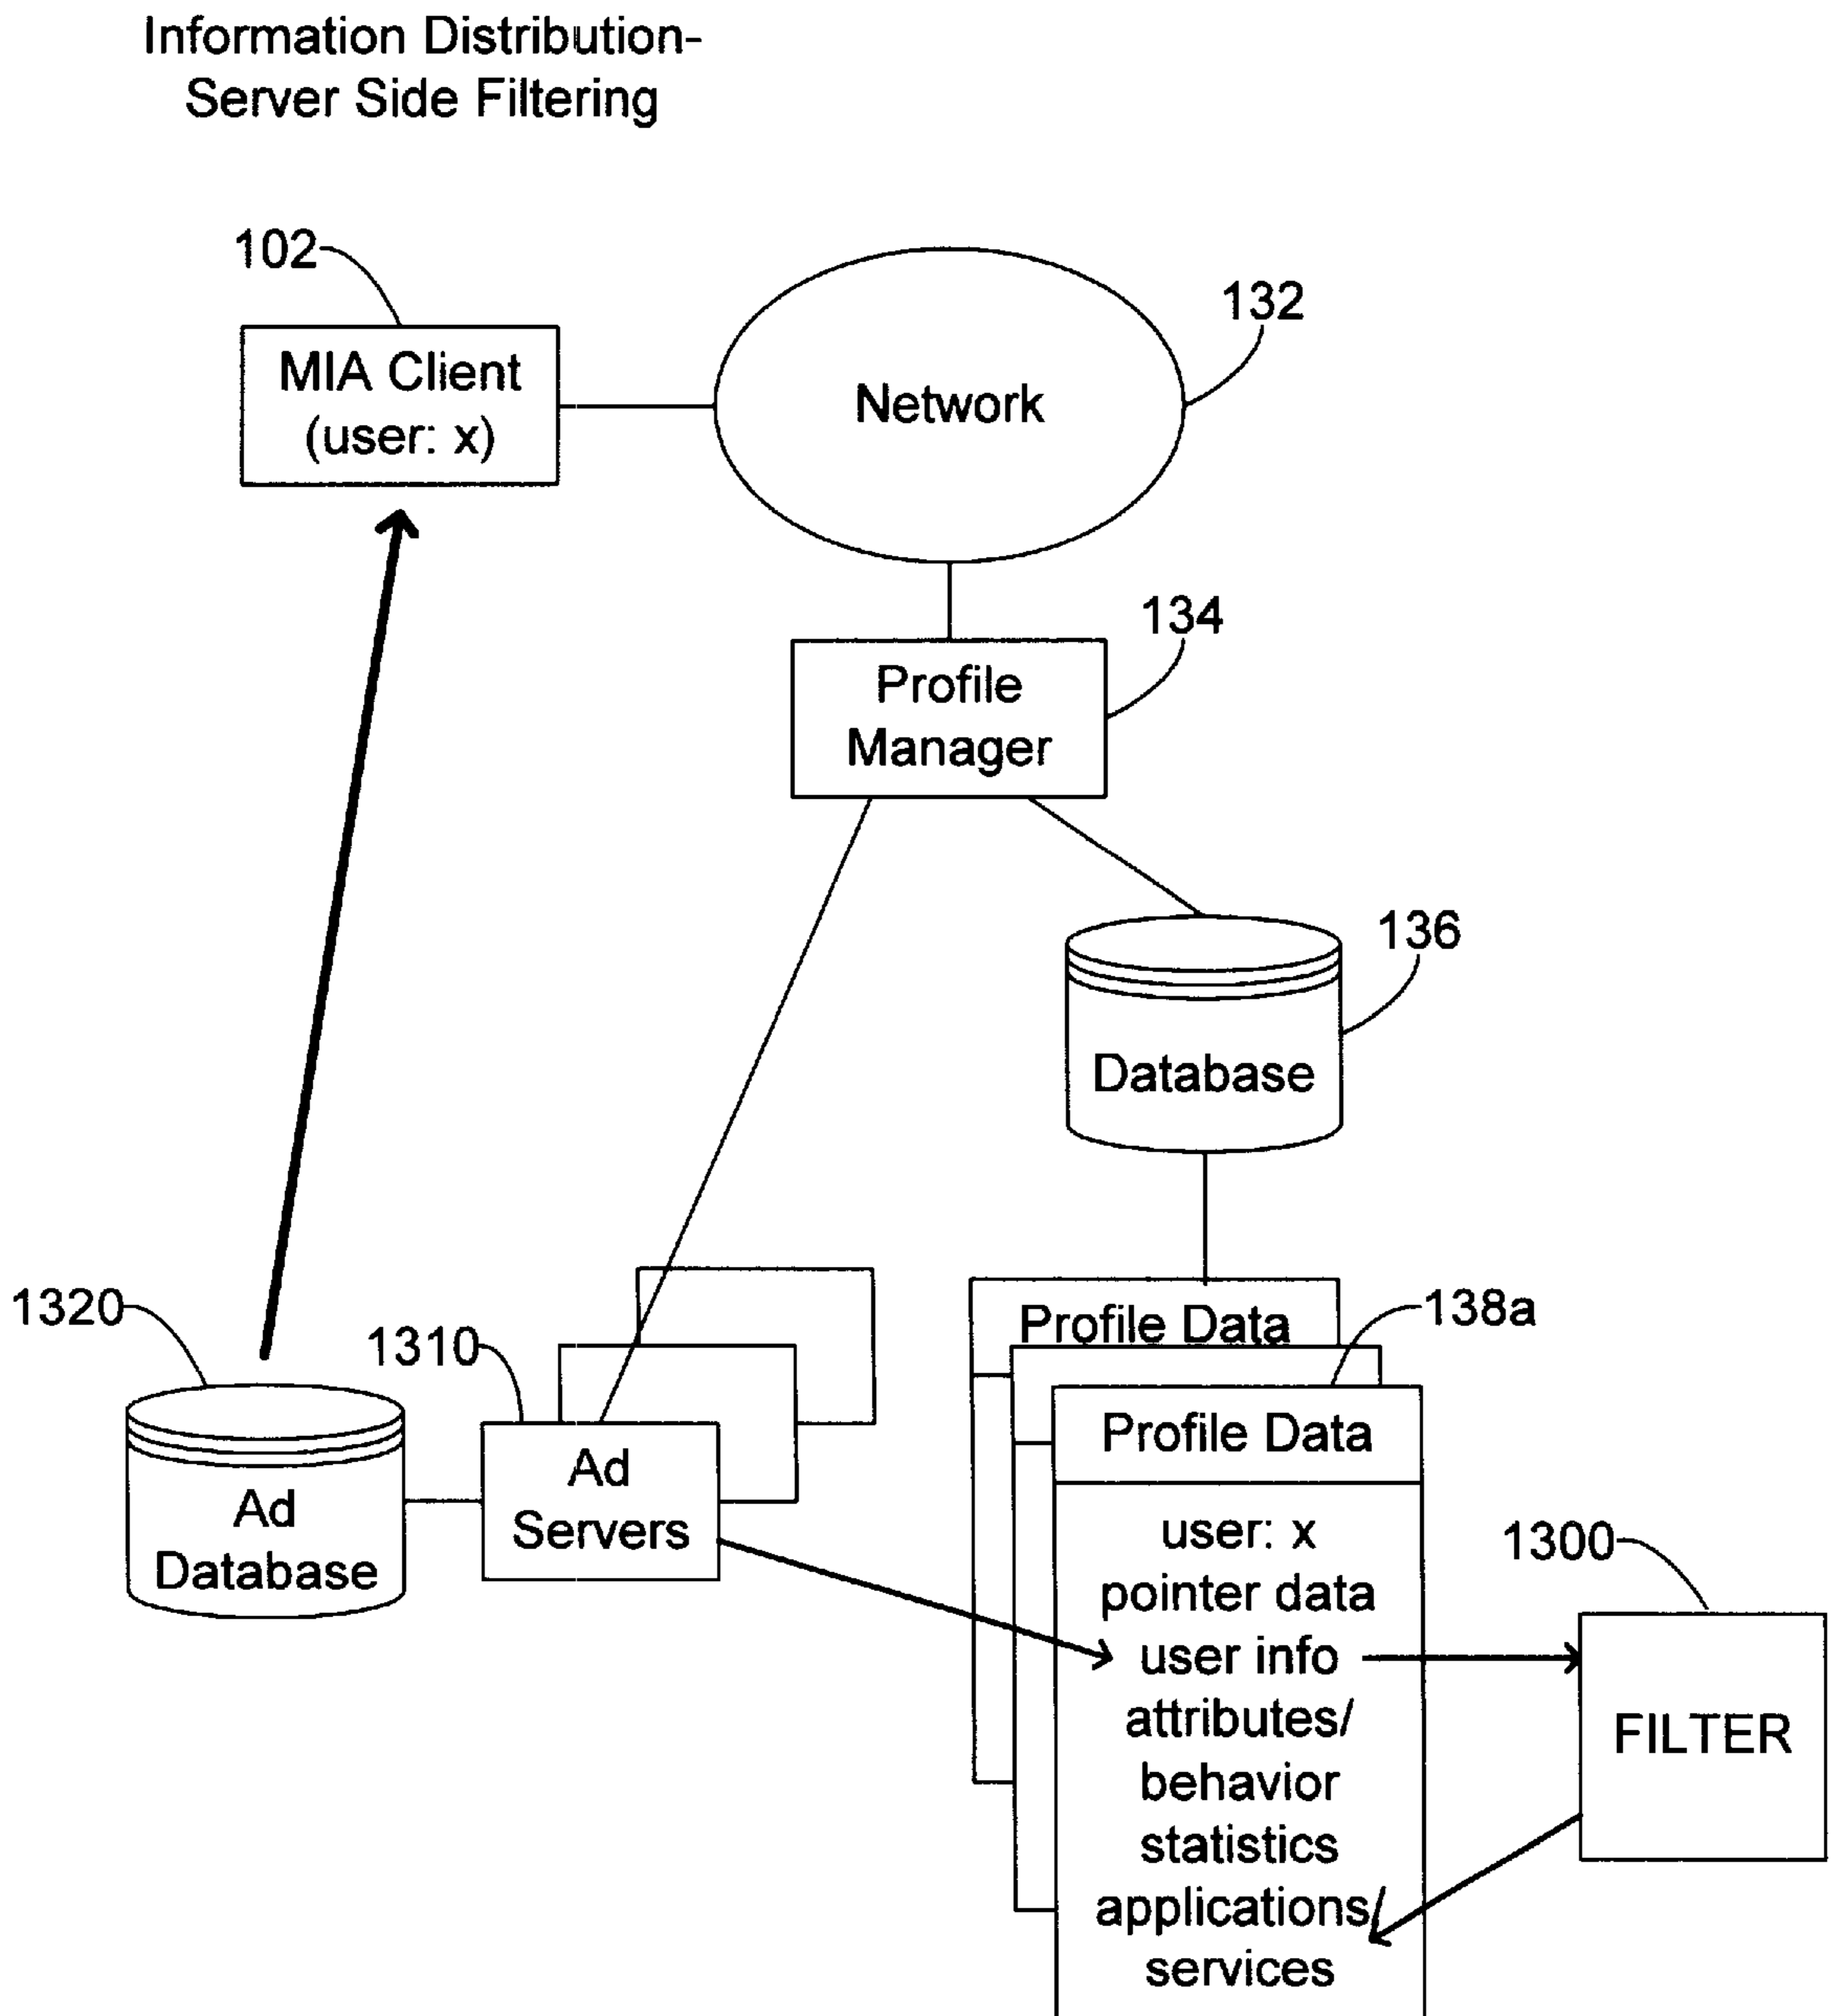 Information Distribution-
Server Side Filtering
102
MIA Client
(user: x)
Network
132
134
Profile
Manager
136
Database
1320
Ad
Database
1310
Ad
Servers
Profile Data
138a
Profile Data
user: x
pointer data
user info
attributes/
behavior
statistics
applications/
services
1300
FILTER